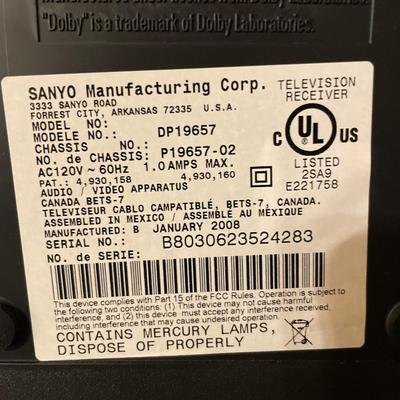 "Dolby" is a trademark of Dolby Laboratories.
SANYO Manufacturing Corp.
3333 SANYO ROAD
FORREST CITY, ARKANSAS 72335 U.S.A.
TELEVISION
RECEIVER
MODEL NO:
MODÈLE NO: DP19657
CHASSIS NO:
NO. de CHASSIS: P19657-02
AC120V~60Hz 1.0 AMPS MAX.
Pat.: 4,930,158 4,930,160
C UL US
LISTED
2SA9
E221758
AUDIO / VIDEO APPARATUS
CANADA BETS-7
TELEVISEUR CABLO COMPATIBLE, BETS-7, CANADA.
ASSEMBLED IN MEXICO / ASSEMBLE AU MÉXIQUE
MANUFACTURED: B JANUARY 2008
SERIAL NO: B8030623524283
NO. de SERIE:
This device complies with Part 15 of the FCC Rules. Operation is subject to the
following two conditions: (1) This device may not cause harmful
interference, and (2) this device must accept any interference
received, including interference that may cause undesired operation.
CONTAINS MERCURY LAMPS,
DISPOSE OF PROPERLY